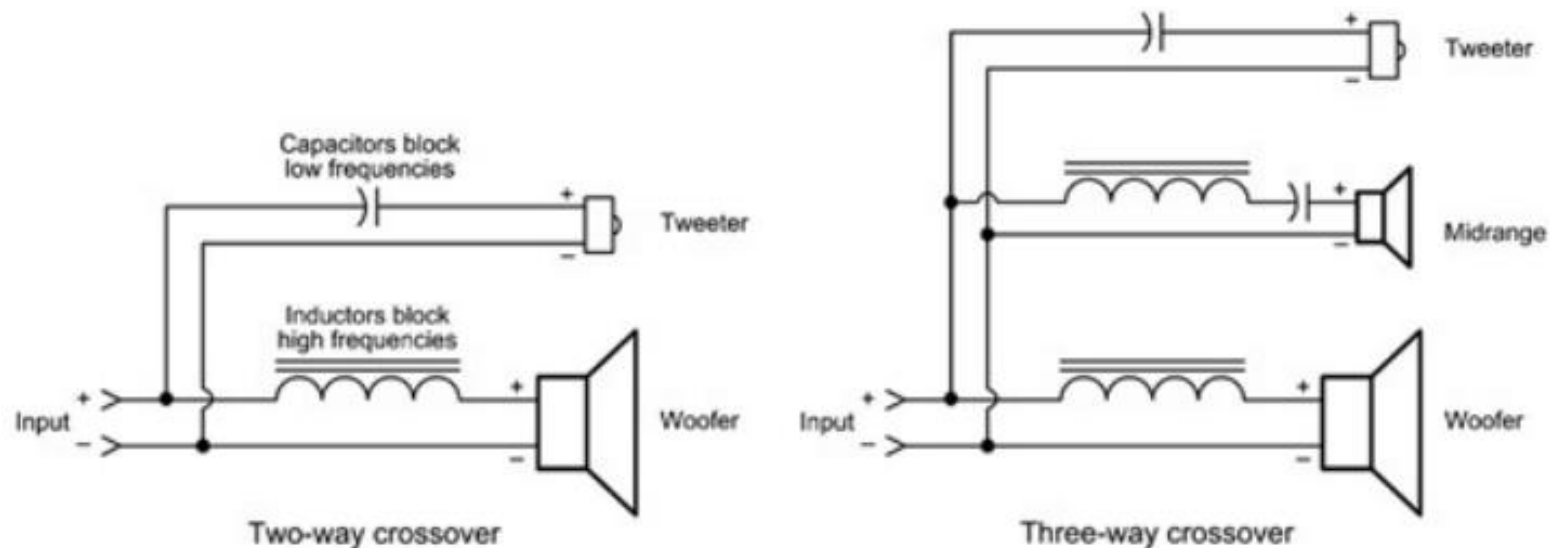 Capacitors block
low frequencies
+
−
Tweeter
Inductors block
high frequencies
+
Input
−
+
−
Woofer
Two-way crossover
+
−
Tweeter
+
−
Midrange
+
Input
−
+
−
Woofer
Three-way crossover